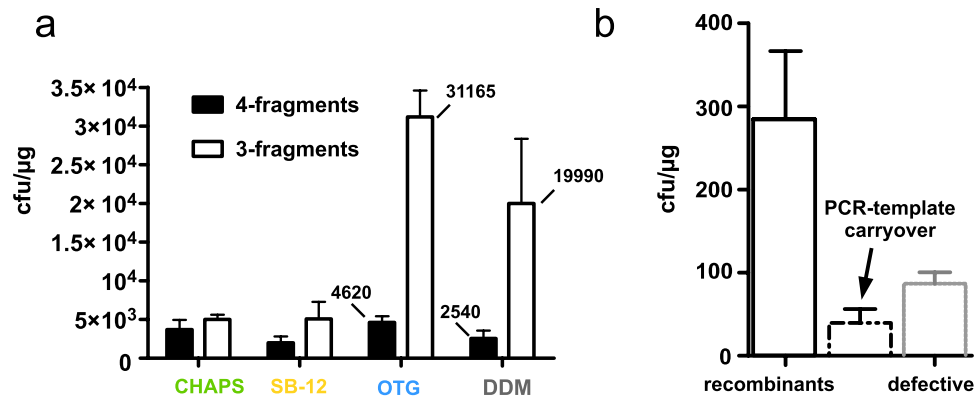 a
cfu/µg
3.5× 10⁴
3× 10⁴
2.5× 10⁴
2× 10⁴
1.5× 10⁴
10⁴
5×10³
0
4-fragments
3-fragments
31165
19990
4620
2540
CHAPS
SB-12
OTG
DDM
b
cfu/µg
400
300
200
100
0
PCR-template
carryover
recombinants
defective